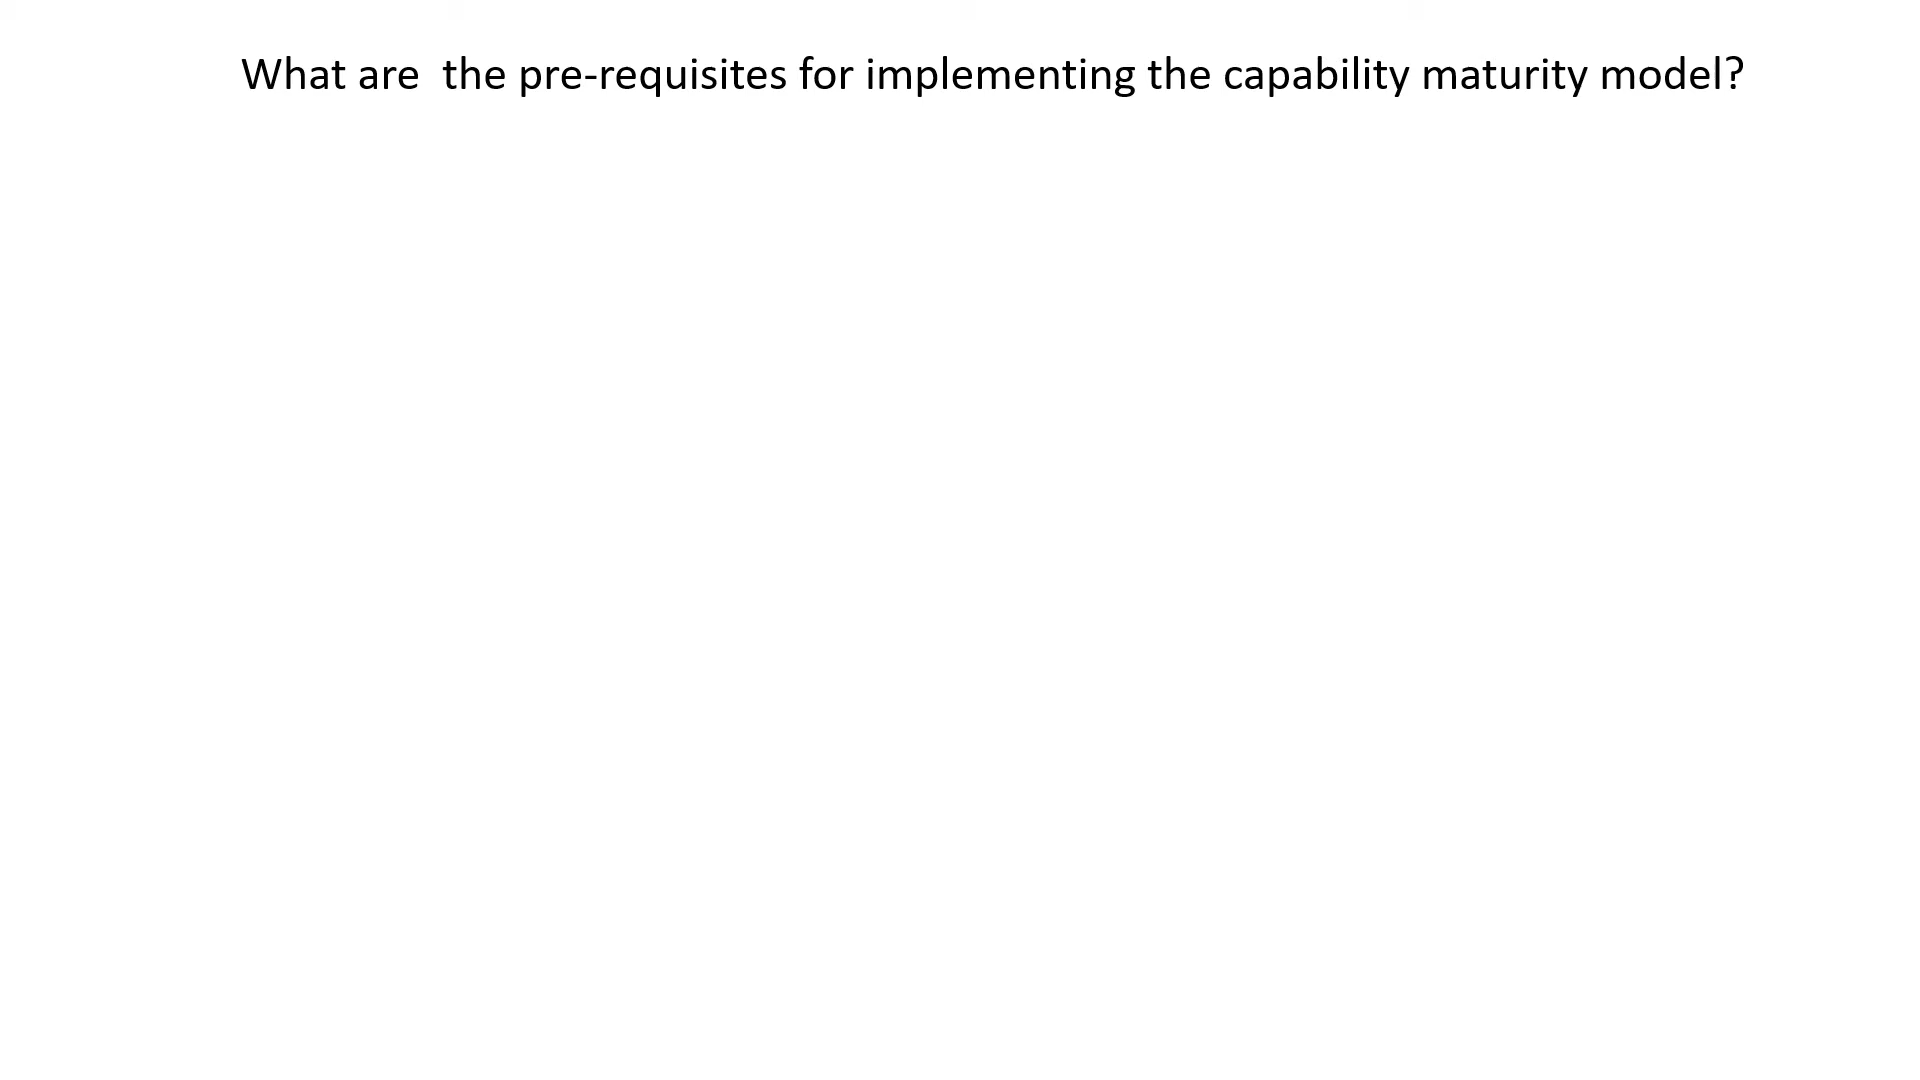 What are  the pre-requisites for implementing the capability maturity model?